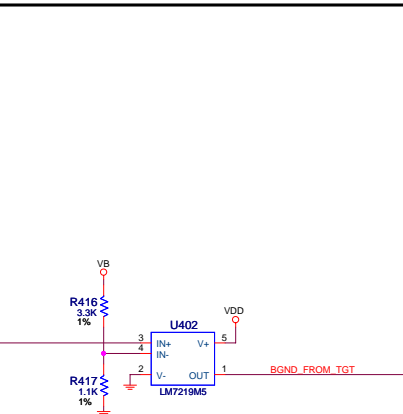 VB
R416
3.3K
1%
U402
VDD
3
IN+
V+
5
4
IN-
2
V-
OUT
1
BGND_FROM_TGT
R417
1.1K
1%
LM7219M5